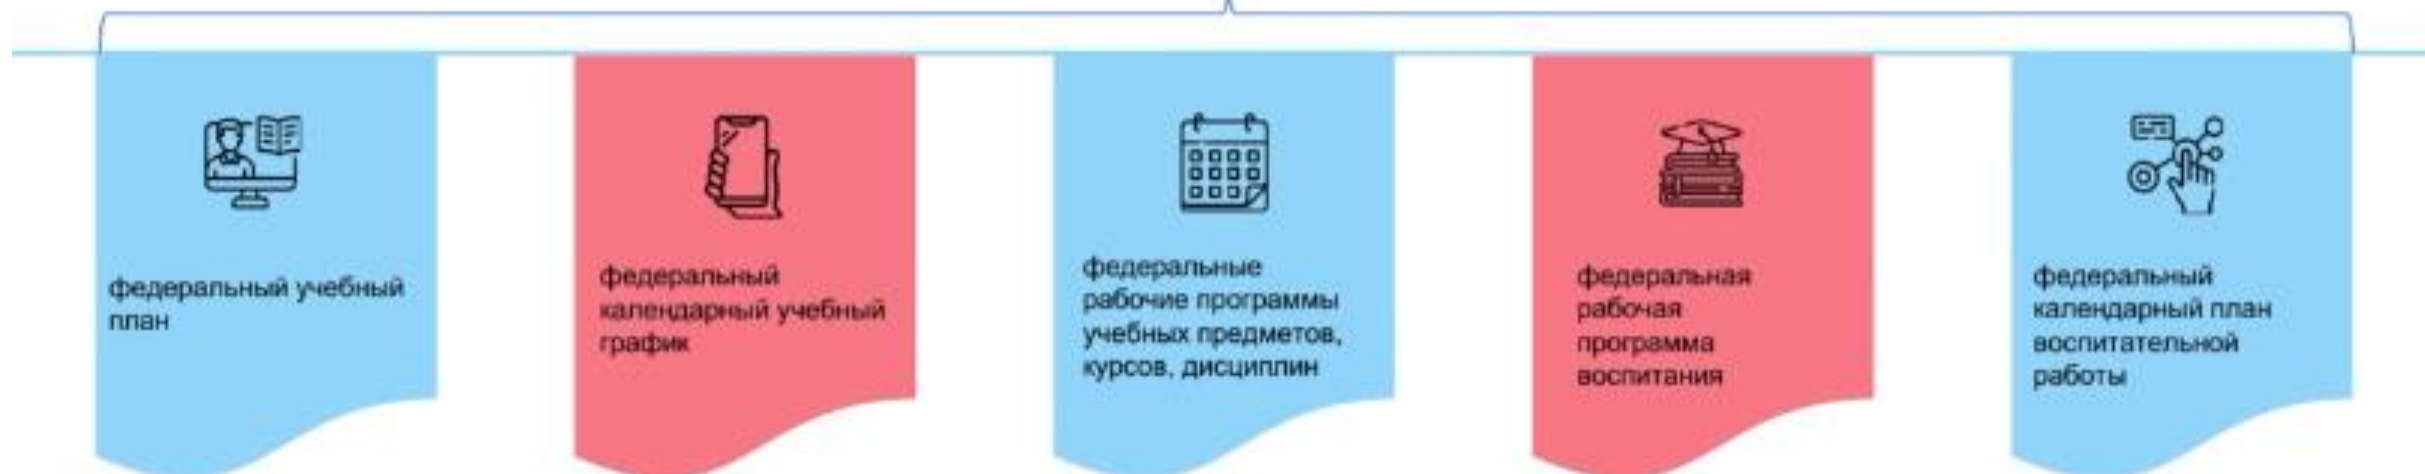 федеральный учебный
план
федеральный
календарный учебный
график
федеральные
рабочие программы
учебных предметов,
курсов, дисциплин
федеральная
рабочая
программа
воспитания
федеральный
календарный план
воспитательной
работы